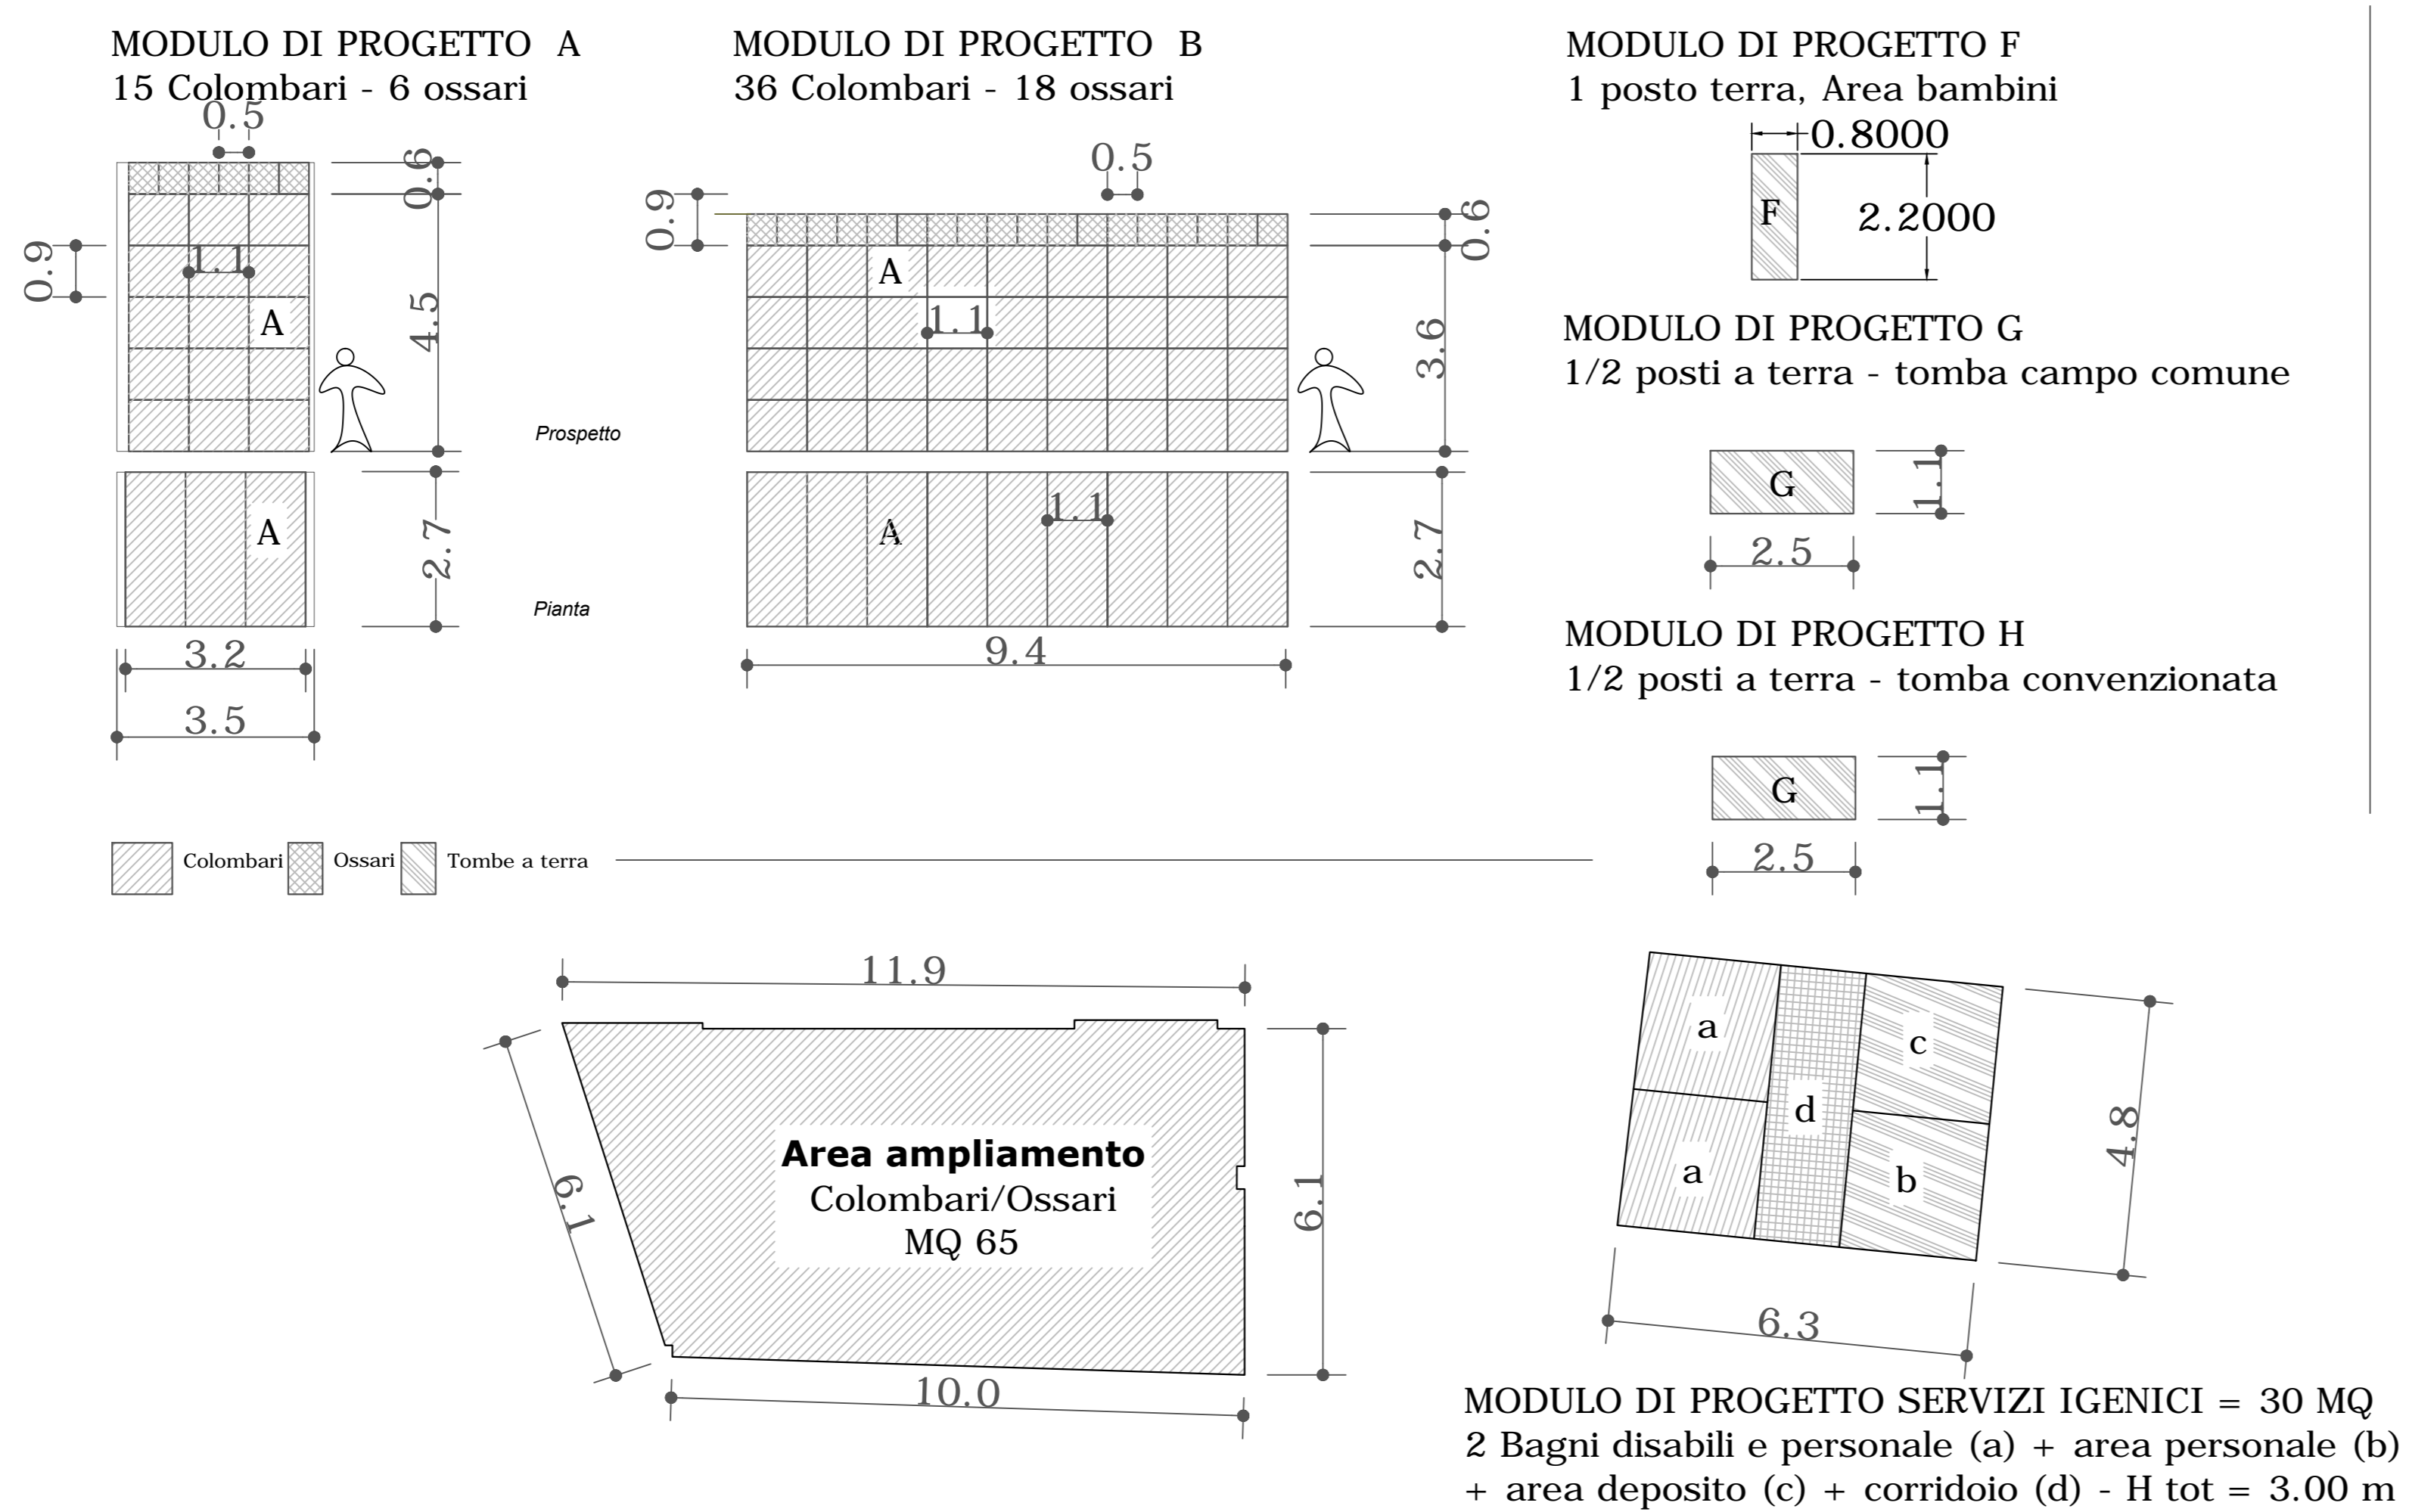 MODULO DI PROGETTO A
15 Colombari - 6 ossari
0.5
0.6
0.9
1.1
A
4.5
A
2.7
3.2
3.5
Prospetto
Pianta
MODULO DI PROGETTO B
36 Colombari - 18 ossari
0.5
0.9
0.6
A
1.1
3.6
A
1.1
2.7
9.4
MODULO DI PROGETTO F
1 posto terra, Area bambini
0.8000
F
2.2000
MODULO DI PROGETTO G
1/2 posti a terra - tomba campo comune
G
1.1
2.5
MODULO DI PROGETTO H
1/2 posti a terra - tomba convenzionata
G
1.1
2.5
Colombari
Ossari
Tombe a terra
11.9
6.1
Area ampliamento
Colombari/Ossari
MQ 65
6.1
10.0
a
c
d
a
b
4.8
6.3
MODULO DI PROGETTO SERVIZI IGENICI = 30 MQ
2 Bagni disabili e personale (a) + area personale (b)
+ area deposito (c) + corridoio (d) - H tot = 3.00 m